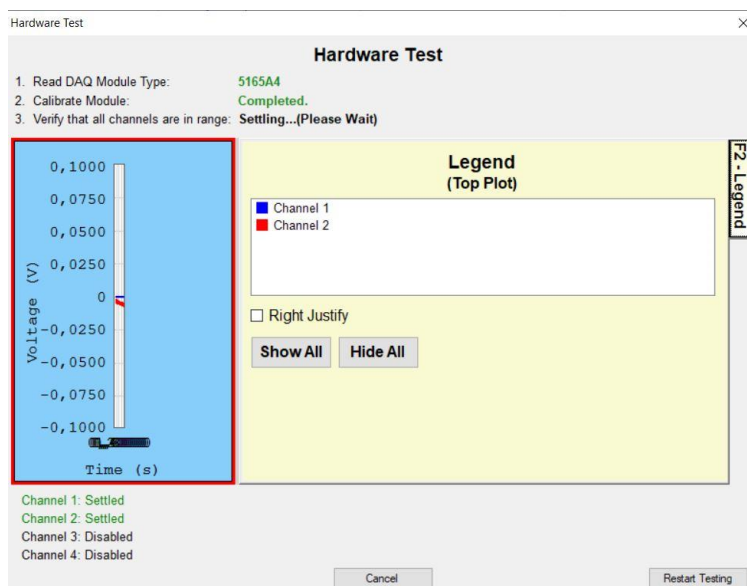 Hardware Test
Hardware Test
1. Read DAQ Module Type: 5165A4
2. Calibrate Module: Completed.
3. Verify that all channels are in range: Settling...(Please Wait)
0,1000
0,0750
0,0500
0,0250
0
-0,0250
-0,0500
-0,0750
-0,1000
Voltage (V)
Time (s)
Legend
(Top Plot)
Channel 1
Channel 2
Right Justify
Show All Hide All
F2 - Legend
Channel 1: Settled
Channel 2: Settled
Channel 3: Disabled
Channel 4: Disabled
Cancel Restart Testing